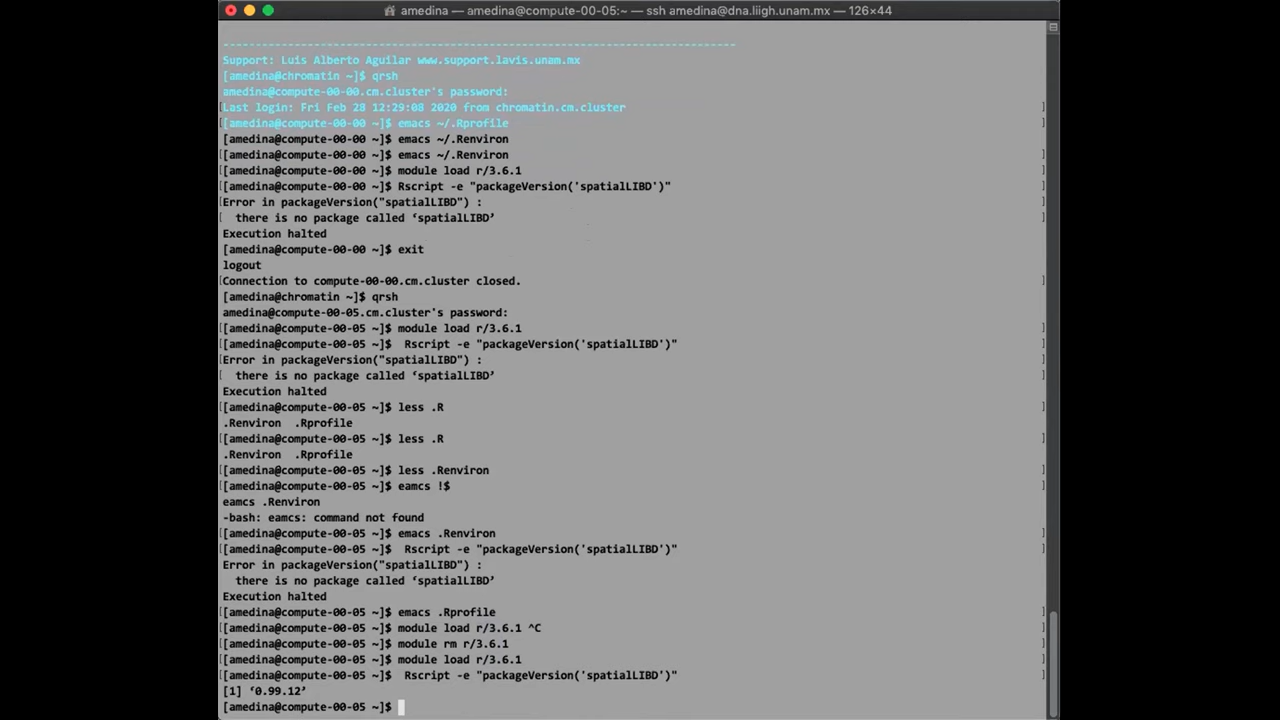 amedina — amedina@compute-00-05:~ — ssh amedina@dna.liigh.unam.mx — 126×44
-------------------------------------------------------------------------------
Support: Luis Alberto Aguilar www.support.lavis.unam.mx
[amedina@chromatin ~]$ qrsh
amedina@compute-00-00.cm.cluster's password:
Last login: Fri Feb 28 12:29:08 2020 from chromatin.cm.cluster
[amedina@compute-00-00 ~]$ emacs ~/.Rprofile
[amedina@compute-00-00 ~]$ emacs ~/.Renviron
[amedina@compute-00-00 ~]$ emacs ~/.Renviron
[amedina@compute-00-00 ~]$ module load r/3.6.1
[amedina@compute-00-00 ~]$ Rscript -e "packageVersion('spatialLIBD')"
Error in packageVersion("spatialLIBD") :
  there is no package called ‘spatialLIBD’
Execution halted
[amedina@compute-00-00 ~]$ exit
logout
Connection to compute-00-00.cm.cluster closed.
[amedina@chromatin ~]$ qrsh
amedina@compute-00-05.cm.cluster's password:
[amedina@compute-00-05 ~]$ module load r/3.6.1
[amedina@compute-00-05 ~]$  Rscript -e "packageVersion('spatialLIBD')"
Error in packageVersion("spatialLIBD") :
  there is no package called ‘spatialLIBD’
Execution halted
[amedina@compute-00-05 ~]$ less .R
.Renviron  .Rprofile
[amedina@compute-00-05 ~]$ less .R
.Renviron  .Rprofile
[amedina@compute-00-05 ~]$ less .Renviron
[amedina@compute-00-05 ~]$ eamcs !$
eamcs .Renviron
-bash: eamcs: command not found
[amedina@compute-00-05 ~]$ emacs .Renviron
[amedina@compute-00-05 ~]$  Rscript -e "packageVersion('spatialLIBD')"
Error in packageVersion("spatialLIBD") :
  there is no package called ‘spatialLIBD’
Execution halted
[amedina@compute-00-05 ~]$ emacs .Rprofile
[amedina@compute-00-05 ~]$ module load r/3.6.1 ^C
[amedina@compute-00-05 ~]$ module rm r/3.6.1
[amedina@compute-00-05 ~]$ module load r/3.6.1
[amedina@compute-00-05 ~]$  Rscript -e "packageVersion('spatialLIBD')"
[1] ‘0.99.12’
[amedina@compute-00-05 ~]$